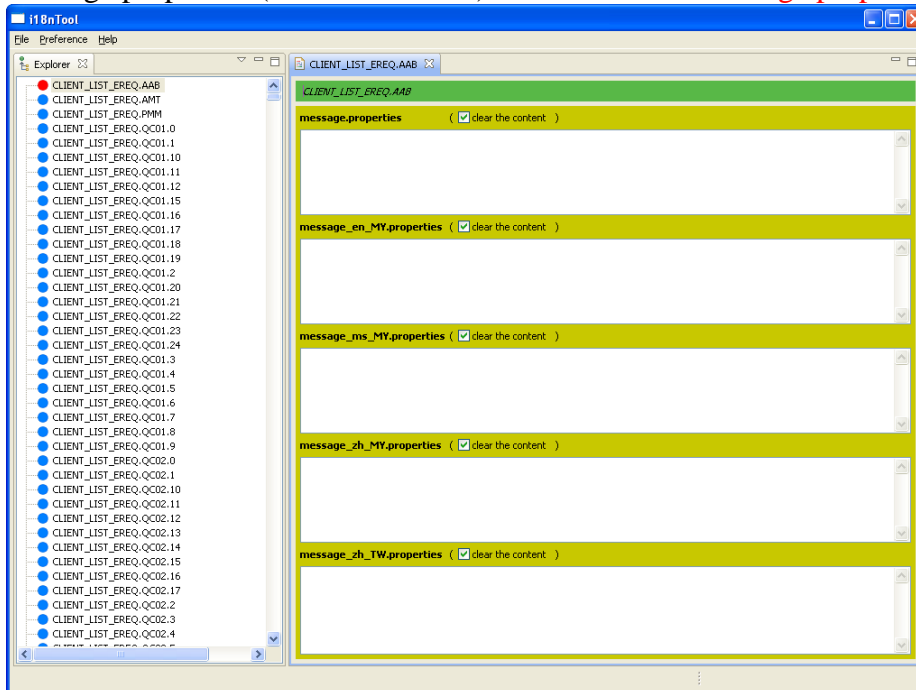 i18nTool
File Preference Help
Explorer
CLIENT_LIST_EREQ.AAB
CLIENT_LIST_EREQ.AMT
CLIENT_LIST_EREQ.PMM
CLIENT_LIST_EREQ.QC01.0
CLIENT_LIST_EREQ.QC01.1
CLIENT_LIST_EREQ.QC01.10
CLIENT_LIST_EREQ.QC01.11
CLIENT_LIST_EREQ.QC01.12
CLIENT_LIST_EREQ.QC01.15
CLIENT_LIST_EREQ.QC01.16
CLIENT_LIST_EREQ.QC01.17
CLIENT_LIST_EREQ.QC01.18
CLIENT_LIST_EREQ.QC01.19
CLIENT_LIST_EREQ.QC01.2
CLIENT_LIST_EREQ.QC01.20
CLIENT_LIST_EREQ.QC01.21
CLIENT_LIST_EREQ.QC01.22
CLIENT_LIST_EREQ.QC01.23
CLIENT_LIST_EREQ.QC01.24
CLIENT_LIST_EREQ.QC01.3
CLIENT_LIST_EREQ.QC01.4
CLIENT_LIST_EREQ.QC01.5
CLIENT_LIST_EREQ.QC01.6
CLIENT_LIST_EREQ.QC01.7
CLIENT_LIST_EREQ.QC01.8
CLIENT_LIST_EREQ.QC01.9
CLIENT_LIST_EREQ.QC02.0
CLIENT_LIST_EREQ.QC02.1
CLIENT_LIST_EREQ.QC02.10
CLIENT_LIST_EREQ.QC02.11
CLIENT_LIST_EREQ.QC02.12
CLIENT_LIST_EREQ.QC02.13
CLIENT_LIST_EREQ.QC02.14
CLIENT_LIST_EREQ.QC02.15
CLIENT_LIST_EREQ.QC02.16
CLIENT_LIST_EREQ.QC02.17
CLIENT_LIST_EREQ.QC02.2
CLIENT_LIST_EREQ.QC02.3
CLIENT_LIST_EREQ.QC02.4
CLIENT_LIST_EREQ.AAB
CLIENT_LIST_EREQ.AAB
message.properties ( clear the content )
message_en_MY.properties ( clear the content )
message_ms_MY.properties ( clear the content )
message_zh_MY.properties ( clear the content )
message_zh_TW.properties ( clear the content )